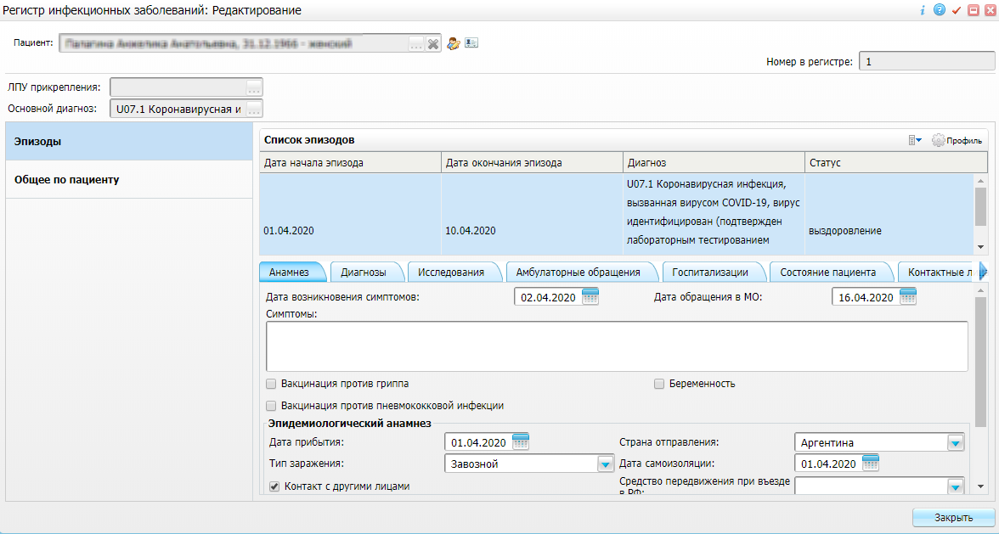 Регистр инфекционных заболеваний: Редактирование
Пациент:
Номер в регистре: 1
ЛПУ прикрепления:
Основной диагноз: U07.1 Коронавирусная и
Эпизоды
Общее по пациенту
Список эпизодов
Профиль
Дата начала эпизода Дата окончания эпизода Диагноз Статус
U07.1 Коронавирусная инфекция,
вызванная вирусом COVID-19, вирус
идентифицирован (подтвержден
01.04.2020 10.04.2020 выздоровление
лабораторным тестированием
Анамнез Диагнозы Исследования Амбулаторные обращения Госпитализации Состояние пациента Контактные
Дата возникновения симптомов: 02.04.2020 Дата обращения в МО: 16.04.2020
Симптомы:
Вакцинация против гриппа Беременность
Вакцинация против пневмококковой инфекции
Эпидемиологический анамнез
Дата прибытия: 01.04.2020 Страна отправления: Аргентина
Тип заражения: Завозной Дата самоизоляции: 01.04.2020
Контакт с другими лицами Средство передвижения при въезде
в РФ:
Закрыть